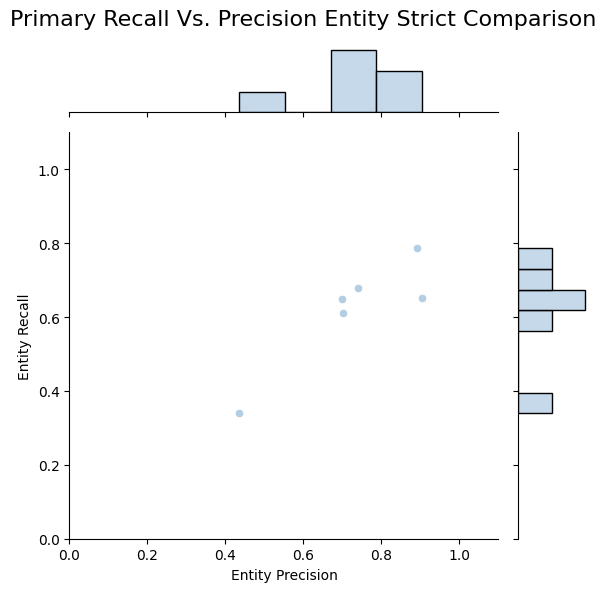 Primary Recall Vs. Precision Entity Strict Comparison
1.0
0.8
0.6
0.4
0.2
0.0
Entity Recall
0.0 0.2 0.4 0.6 0.8 1.0
Entity Precision